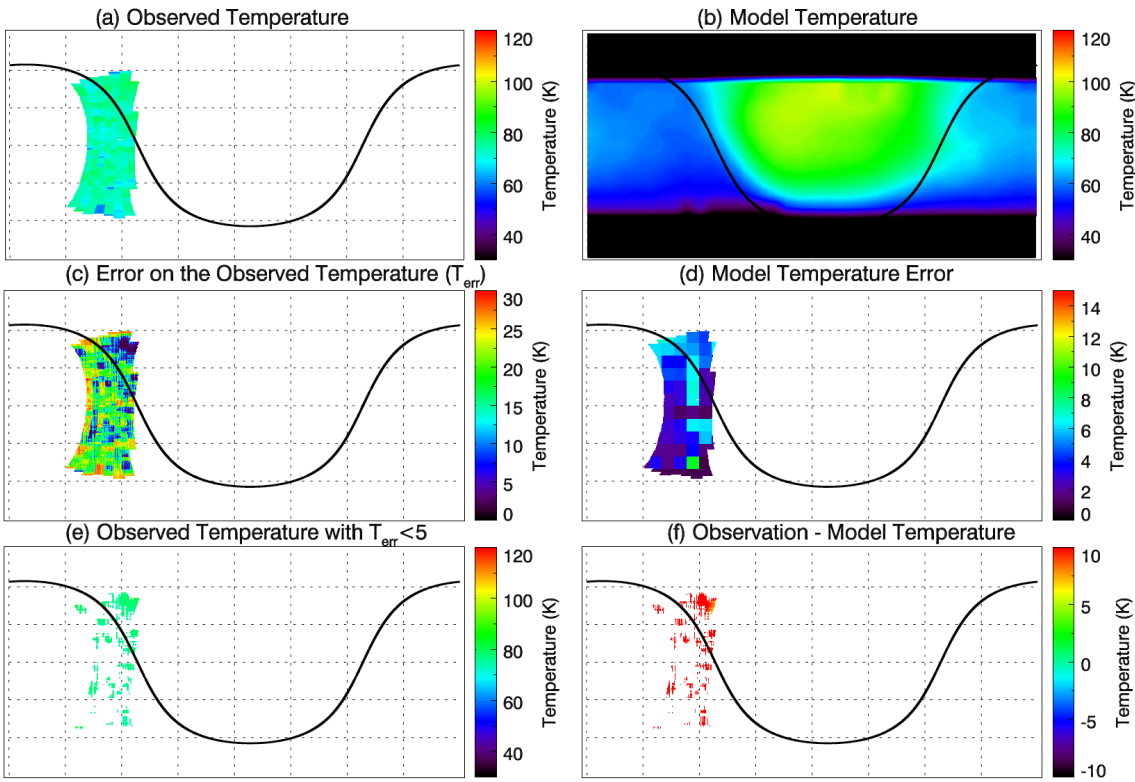 (a) Observed Temperature
120
100
80
60
40
Temperature (K)
(b) Model Temperature
120
100
80
60
40
Temperature (K)
(c) Error on the Observed Temperature (T_err)
30
25
20
15
10
5
0
Temperature (K)
(d) Model Temperature Error
14
12
10
8
6
4
2
0
Temperature (K)
(e) Observed Temperature with T_err<5
120
100
80
60
40
Temperature (K)
(f) Observation - Model Temperature
10
5
0
-5
-10
Temperature (K)